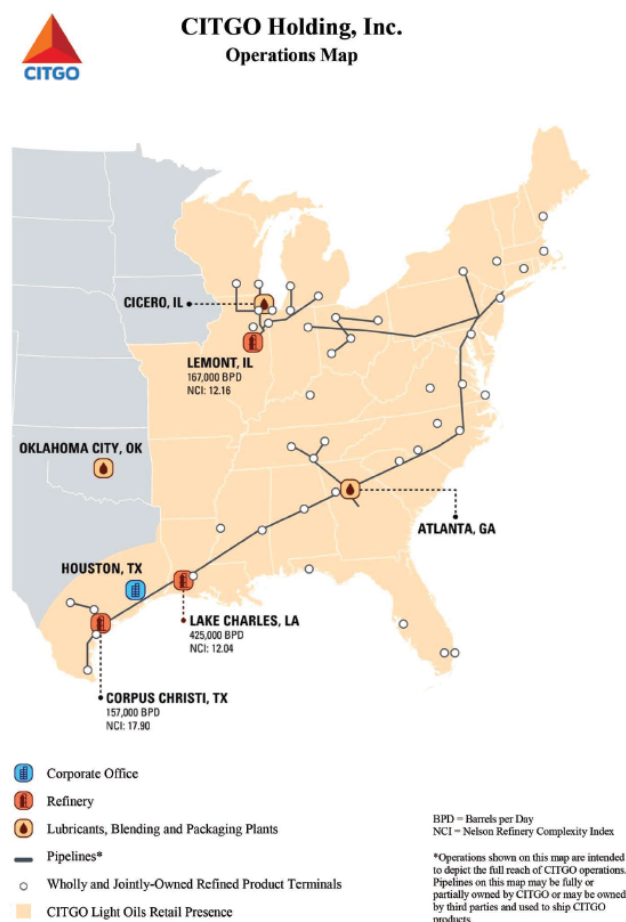 CITGO
CITGO Holding, Inc.
Operations Map
CICERO, IL
LEMONT, IL
167,000 BPD
NCI: 12.16
OKLAHOMA CITY, OK
ATLANTA, GA
HOUSTON, TX
LAKE CHARLES, LA
425,000 BPD
NCI: 12.04
CORPUS CHRISTI, TX
157,000 BPD
NCI: 17.90
Corporate Office
Refinery
Lubricants, Blending and Packaging Plants
Pipelines*
Wholly and Jointly-Owned Refined Product Terminals
CITGO Light Oils Retail Presence
BPD = Barrels per Day
NCI = Nelson Refinery Complexity Index
*Operations shown on this map are intended
to depict the full reach of CITGO operations.
Pipelines on this map may be fully or
partially owned by CITGO or may be owned
by third parties and used to ship CITGO
products